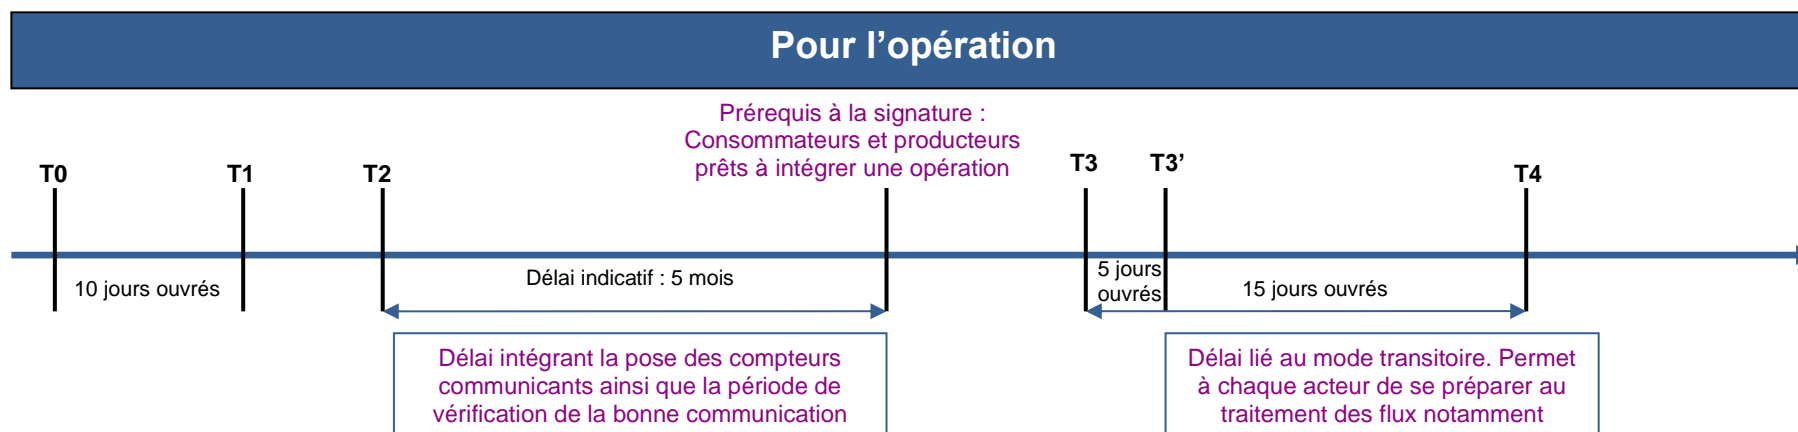 Pour l’opération
Prérequis à la signature :
Consommateurs et producteurs
prêts à intégrer une opération
T0
T1
T2
T3
T3’
T4
10 jours ouvrés
Délai indicatif : 5 mois
5 jours
ouvrés
15 jours ouvrés
Délai intégrant la pose des compteurs
communicants ainsi que la période de
vérification de la bonne communication
Délai lié au mode transitoire. Permet
à chaque acteur de se préparer au
traitement des flux notamment